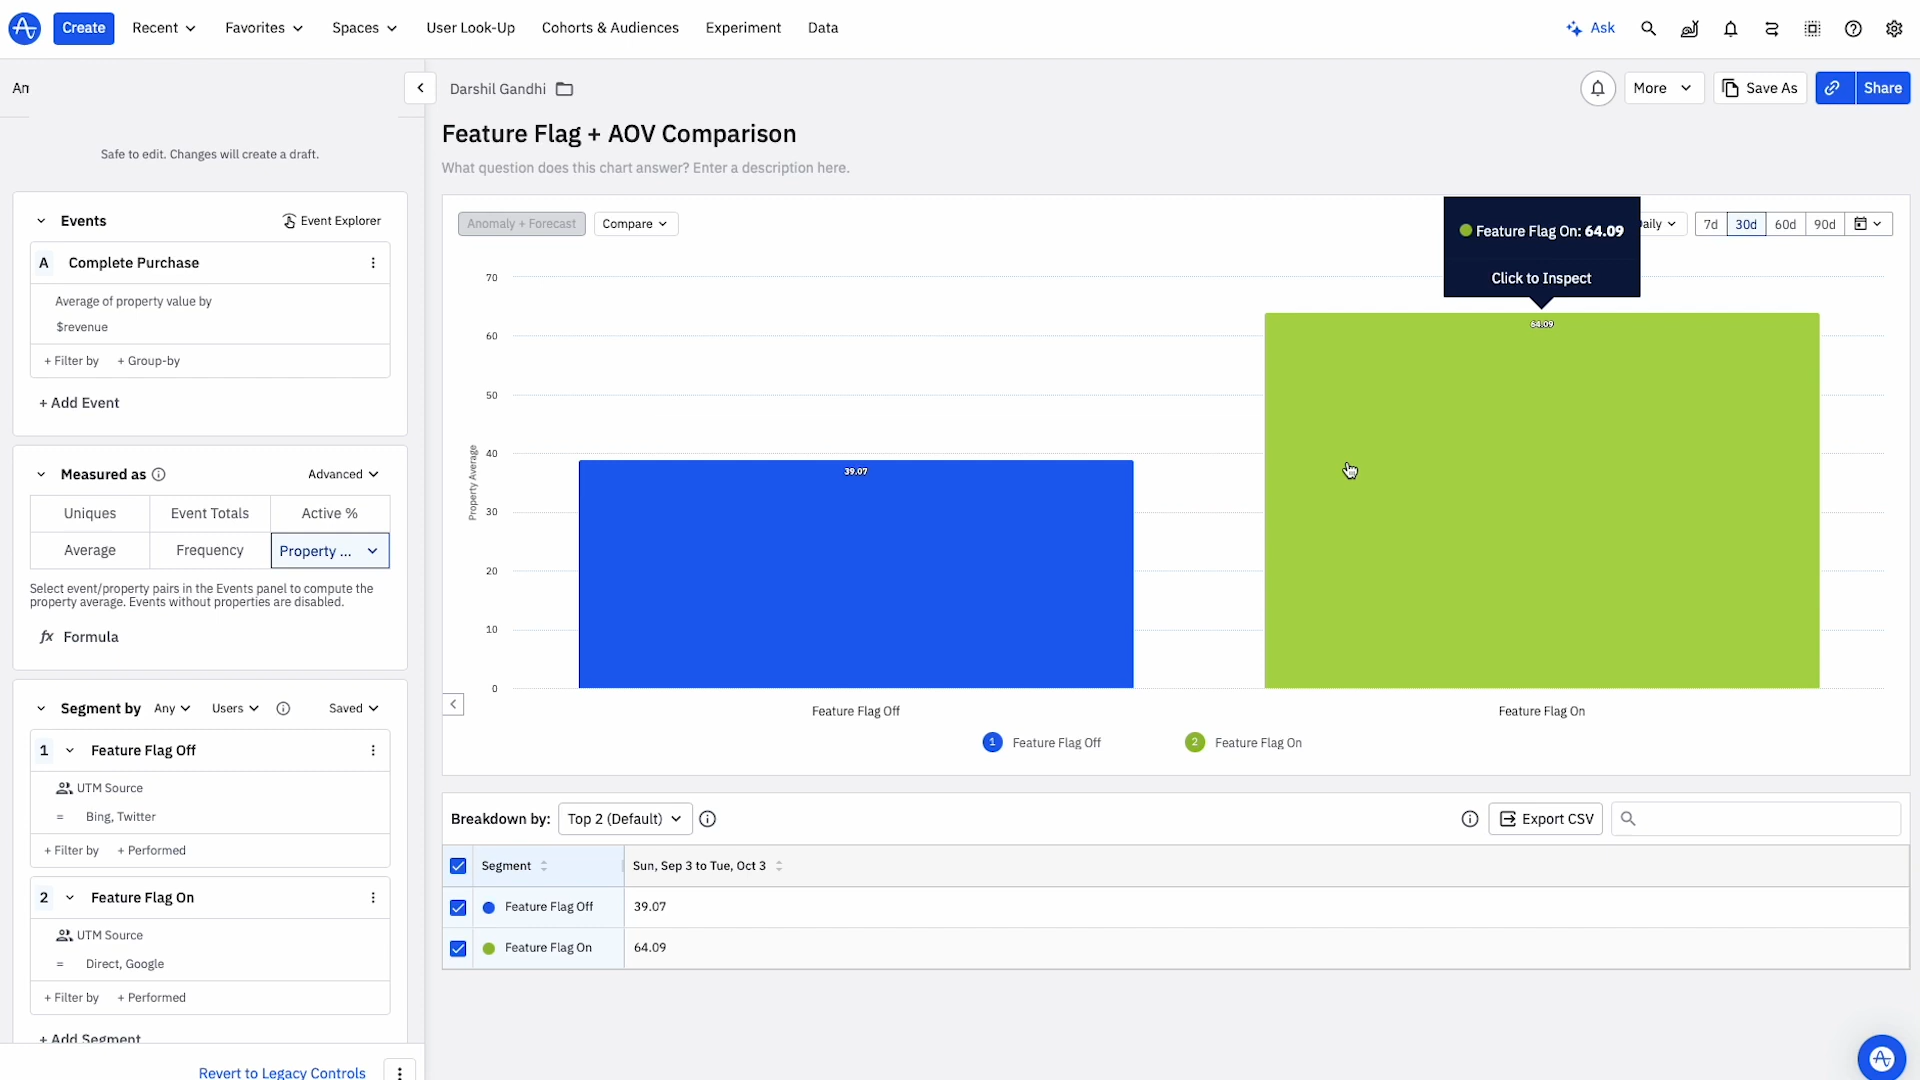 Create
Recent
Favorites
Spaces
User Look-Up
Cohorts & Audiences
Experiment
Data
Ask
An
Darshil Gandhi
More
Save As
Share
Feature Flag + AOV Comparison
What question does this chart answer? Enter a description here.
Safe to edit. Changes will create a draft.
Events
Event Explorer
A Complete Purchase
Average of property value by
$revenue
+ Filter by + Group-by
+ Add Event
Measured as
Advanced
Uniques Event Totals Active %
Average Frequency Property ...
Select event/property pairs in the Events panel to compute the
property average. Events without properties are disabled.
fx Formula
Segment by Any Users Saved
1 Feature Flag Off
UTM Source
= Bing, Twitter
+ Filter by + Performed
2 Feature Flag On
UTM Source
= Direct, Google
+ Filter by + Performed
+ Add Segment
Revert to Legacy Controls
Anomaly + Forecast
Compare
Feature Flag On: 64.09
Click to Inspect
aily
7d 30d 60d 90d
70
60
50
40
30
20
10
0
Property Average
39.07
64.09
Feature Flag Off
Feature Flag On
1 Feature Flag Off
2 Feature Flag On
Breakdown by: Top 2 (Default)
Export CSV
Segment Sun, Sep 3 to Tue, Oct 3
Feature Flag Off 39.07
Feature Flag On 64.09